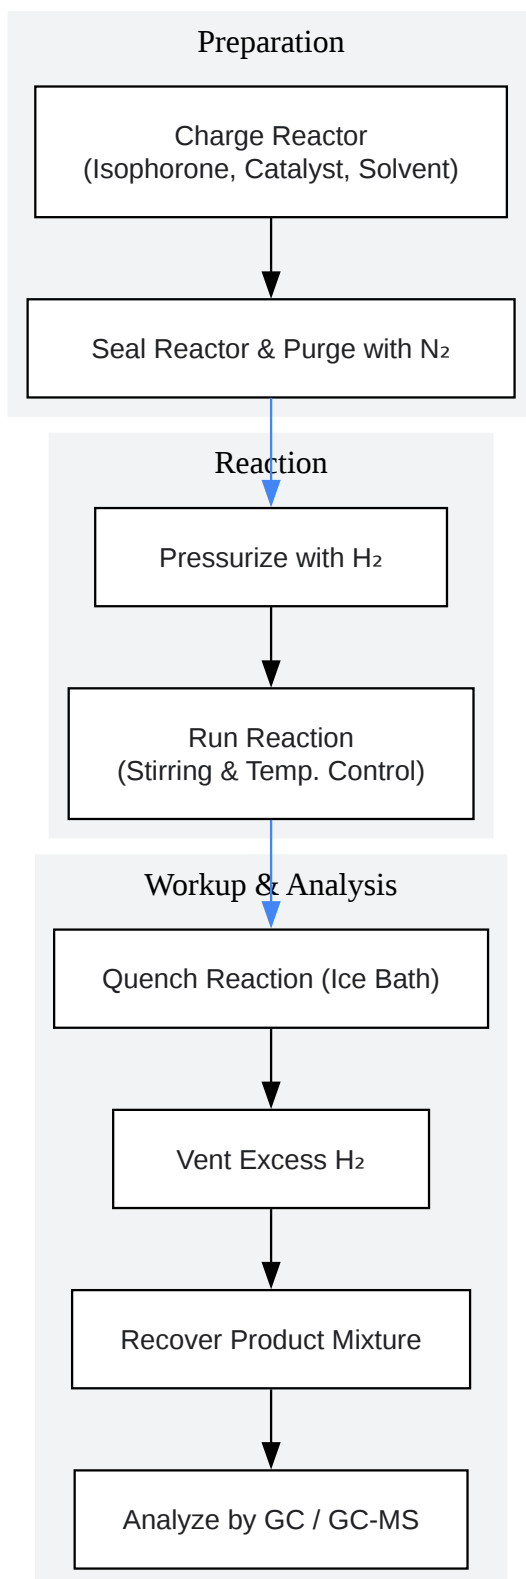 Preparation
Charge Reactor
(Isophorone, Catalyst, Solvent)
Seal Reactor & Purge with N₂
Reaction
Pressurize with H₂
Run Reaction
(Stirring & Temp. Control)
Workup & Analysis
Quench Reaction (Ice Bath)
Vent Excess H₂
Recover Product Mixture
Analyze by GC / GC-MS